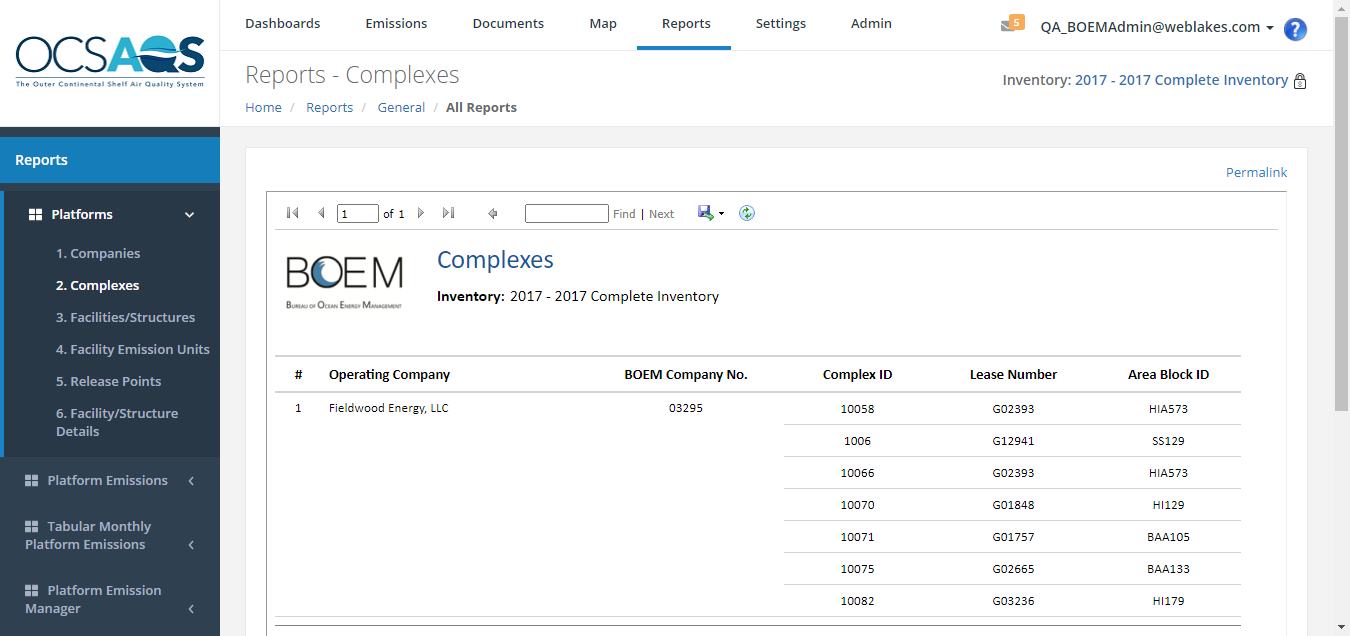 OCSAQS
The Outer Continental Shelf Air Quality System
Dashboards Emissions Documents Map Reports Settings Admin
5 QA_BOEMAdmin@weblakes.com ?
Reports - Complexes
Inventory: 2017 - 2017 Complete Inventory
Home / Reports / General / All Reports
Reports
Platforms
1. Companies
2. Complexes
3. Facilities/Structures
4. Facility Emission Units
5. Release Points
6. Facility/Structure
Details
Platform Emissions
Tabular Monthly
Platform Emissions
Platform Emission
Manager
Permalink
1 of 1 Find | Next
BOEM
Bureau of Ocean Energy Management
Complexes
Inventory: 2017 - 2017 Complete Inventory
# Operating Company BOEM Company No. Complex ID Lease Number Area Block ID
1 Fieldwood Energy, LLC 03295 10058 G02393 HIA573
1006 G12941 SS129
10066 G02393 HIA573
10070 G01848 HI129
10071 G01757 BAA105
10075 G02665 BAA133
10082 G03236 HI179